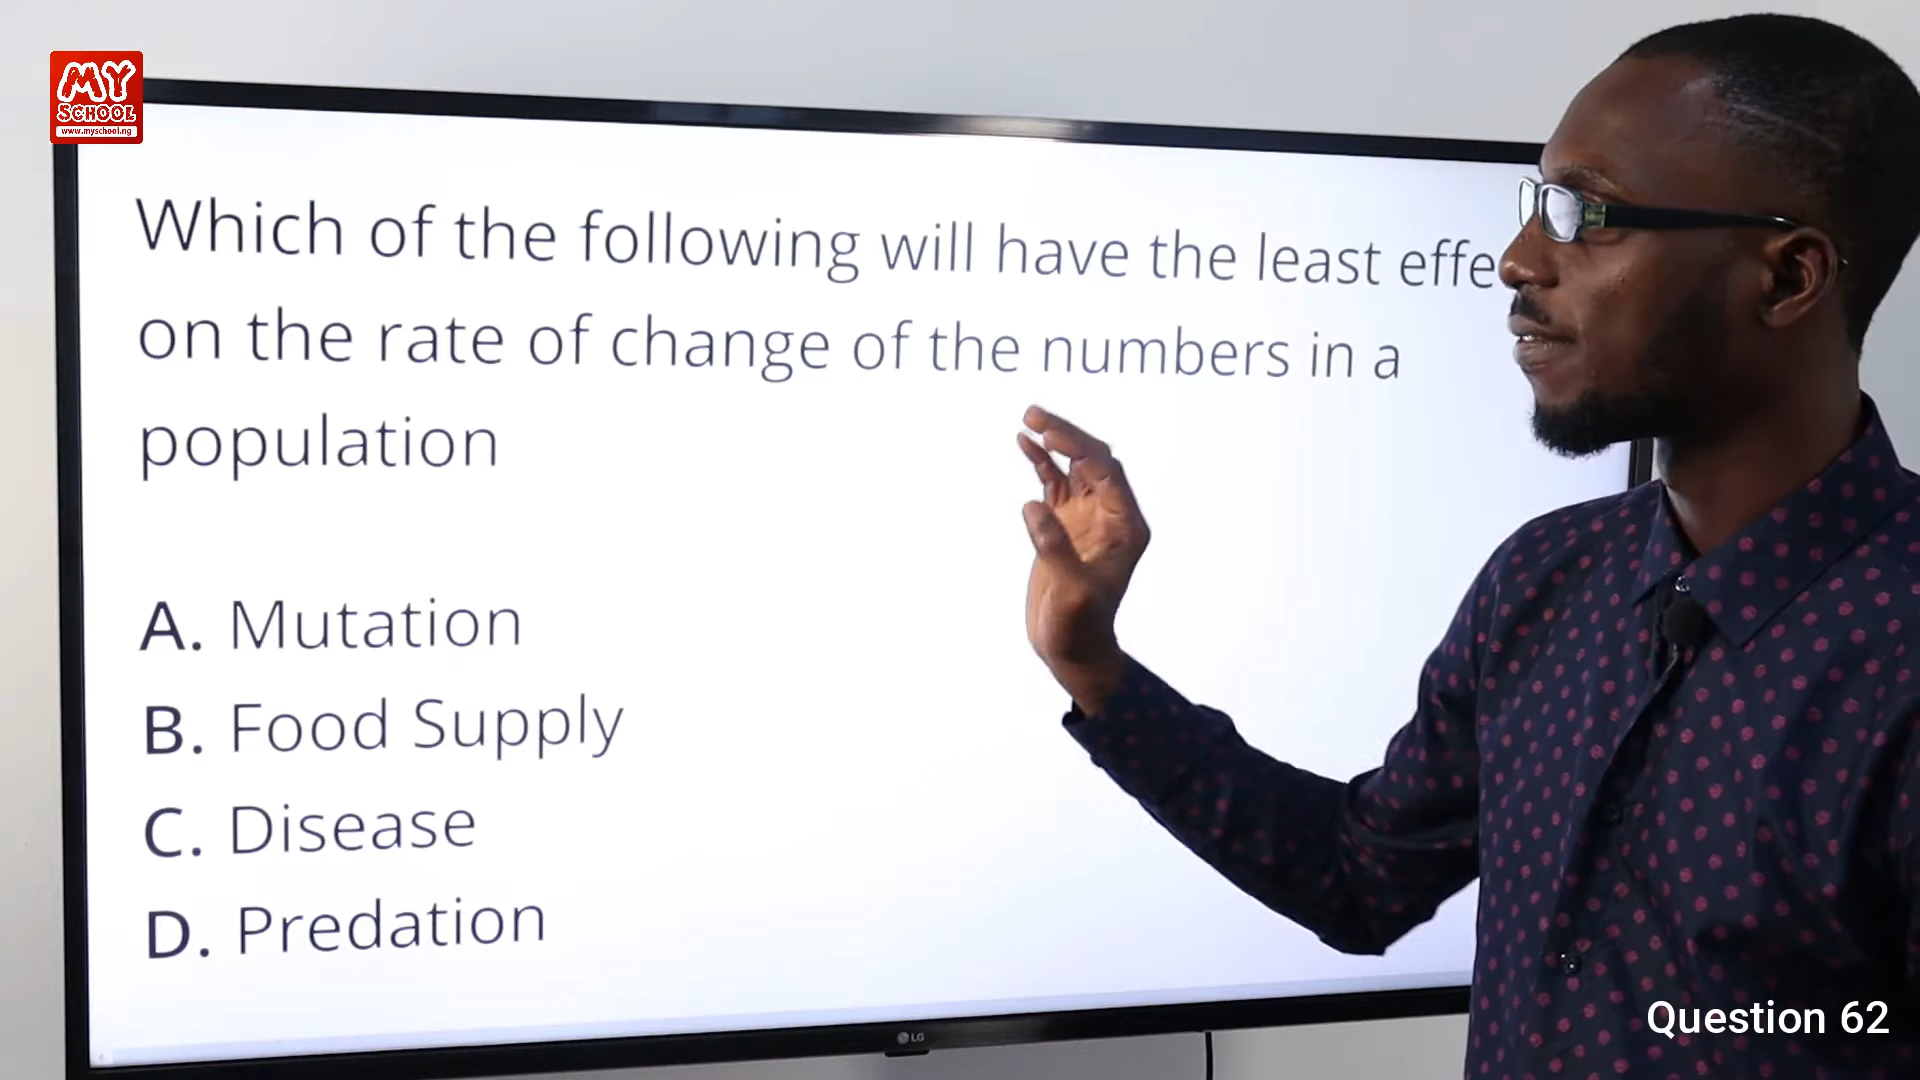 MY
SCHOOL
www.myschool.ng
Which of the following will have the least
on the rate of change of the numbers in a
population
A. Mutation
B. Food Supply
C. Disease
D. Predation
LG
Question 62